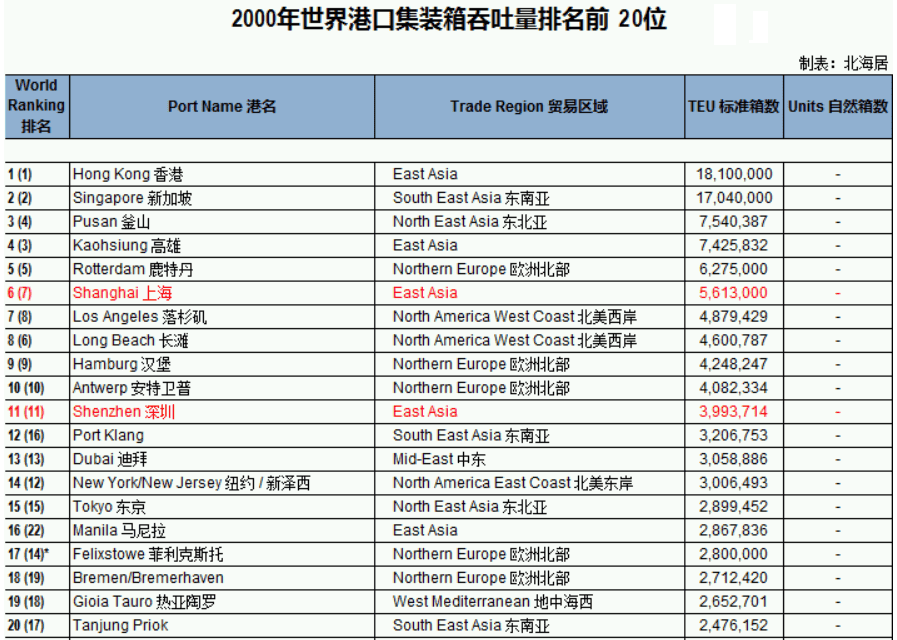 2000年世界港口集装箱吞吐量排名前 20位
制表：北海居
World Ranking 排名 Port Name 港名 Trade Region 贸易区域 TEU 标准箱数 Units 自然箱数
1 (1) Hong Kong 香港 East Asia 18,100,000 -
2 (2) Singapore 新加坡 South East Asia 东南亚 17,040,000 -
3 (4) Pusan 釜山 North East Asia 东北亚 7,540,387 -
4 (3) Kaohsiung 高雄 East Asia 7,425,832 -
5 (5) Rotterdam 鹿特丹 Northern Europe 欧洲北部 6,275,000 -
6 (7) Shanghai 上海 East Asia 5,613,000 -
7 (8) Los Angeles 落杉矶 North America West Coast 北美西岸 4,879,429 -
8 (6) Long Beach 长滩 North America West Coast 北美西岸 4,600,787 -
9 (9) Hamburg 汉堡 Northern Europe 欧洲北部 4,248,247 -
10 (10) Antwerp 安特卫普 Northern Europe 欧洲北部 4,082,334 -
11 (11) Shenzhen 深圳 East Asia 3,993,714 -
12 (16) Port Klang South East Asia 东南亚 3,206,753 -
13 (13) Dubai 迪拜 Mid-East 中东 3,058,886 -
14 (12) New York/New Jersey 纽约 / 新泽西 North America East Coast 北美东岸 3,006,493 -
15 (15) Tokyo 东京 North East Asia 东北亚 2,899,452 -
16 (22) Manila 马尼拉 East Asia 2,867,836 -
17 (14)* Felixstowe 菲利克斯托 Northern Europe 欧洲北部 2,800,000 -
18 (19) Bremen/Bremerhaven Northern Europe 欧洲北部 2,712,420 -
19 (18) Gioia Tauro 热亚陶罗 West Mediterranean 地中海西 2,652,701 -
20 (17) Tanjung Priok South East Asia 东南亚 2,476,152 -